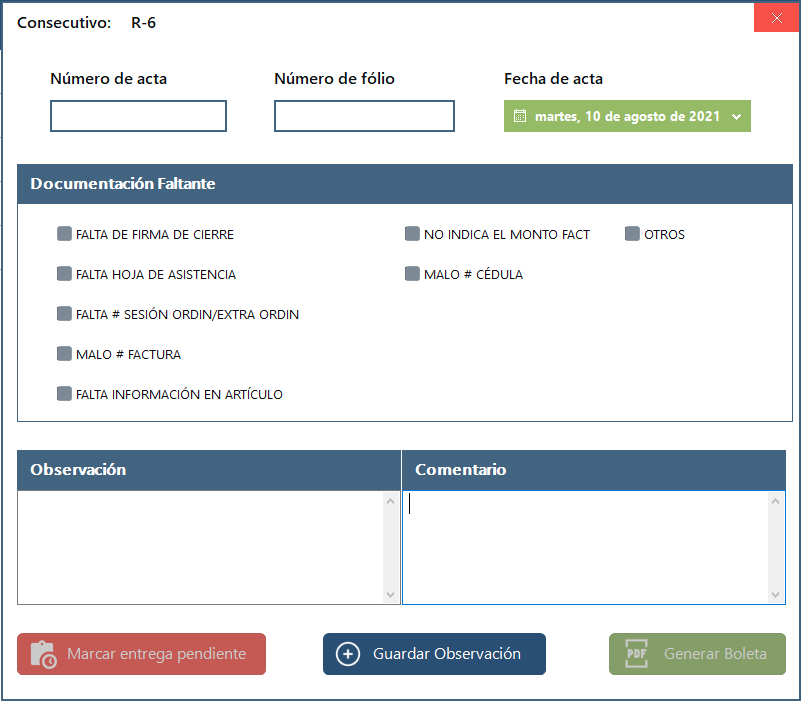 Consecutivo: R-6
Número de acta Número de fólio Fecha de acta
martes, 10 de agosto de 2021
Documentación Faltante
FALTA DE FIRMA DE CIERRE NO INDICA EL MONTO FACT OTROS
FALTA HOJA DE ASISTENCIA MALO # CÉDULA
FALTA # SESIÓN ORDIN/EXTRA ORDIN
MALO # FACTURA
FALTA INFORMACIÓN EN ARTÍCULO
Observación Comentario
Marcar entrega pendiente Guardar Observación PDF Generar Boleta